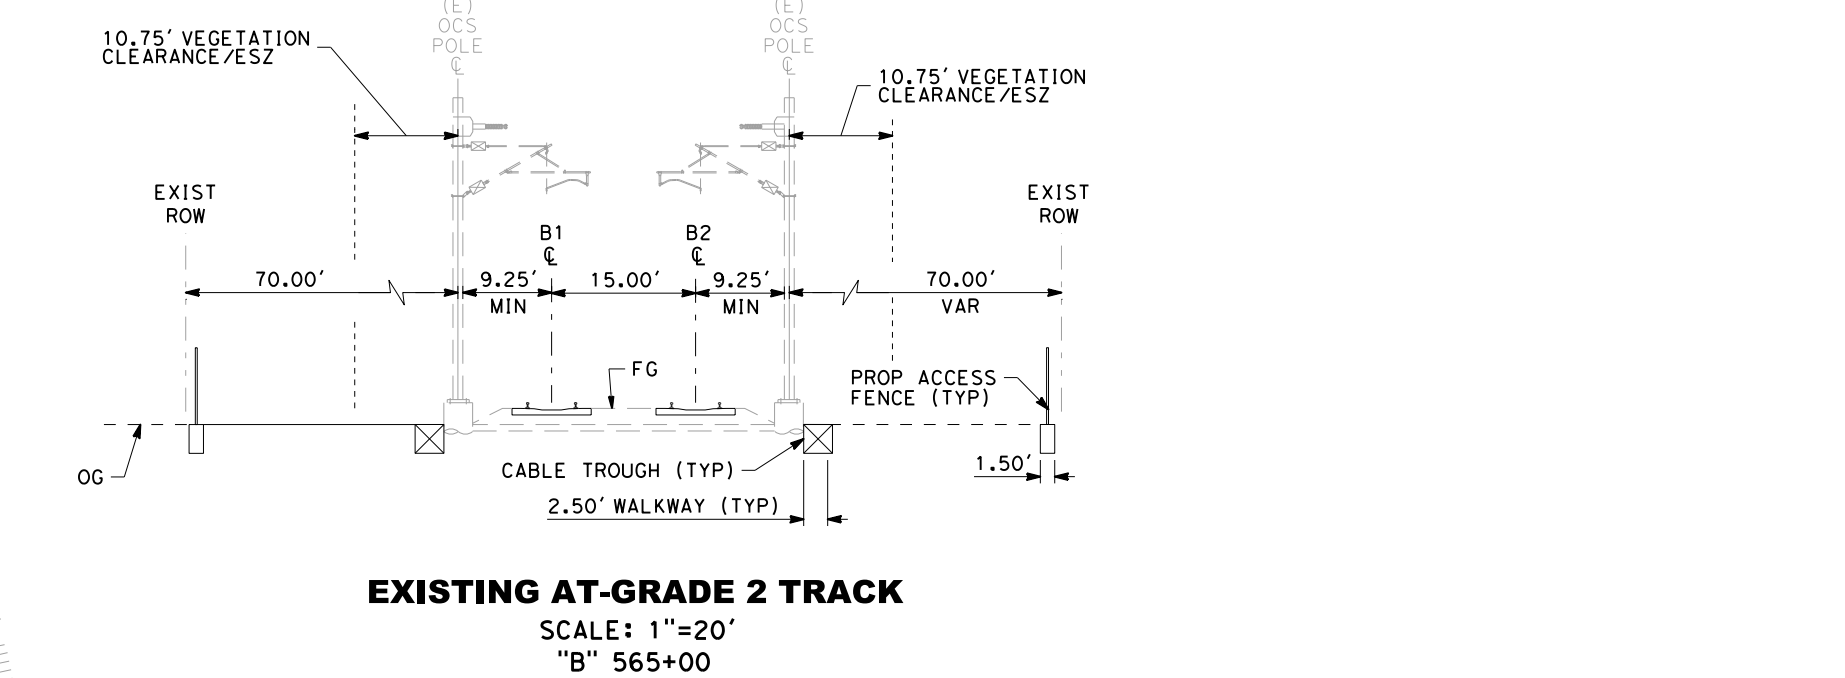 (E)
OCS
POLE
℄
(E)
OCS
POLE
℄
10.75' VEGETATION
CLEARANCE/ESZ
10.75' VEGETATION
CLEARANCE/ESZ
EXIST
ROW
EXIST
ROW
B1
℄
B2
℄
70.00'
9.25'
MIN
15.00'
9.25'
MIN
70.00'
VAR
FG
PROP ACCESS
FENCE (TYP)
OG
CABLE TROUGH (TYP)
1.50'
2.50' WALKWAY (TYP)
EXISTING AT-GRADE 2 TRACK
SCALE: 1"=20'
"B" 565+00